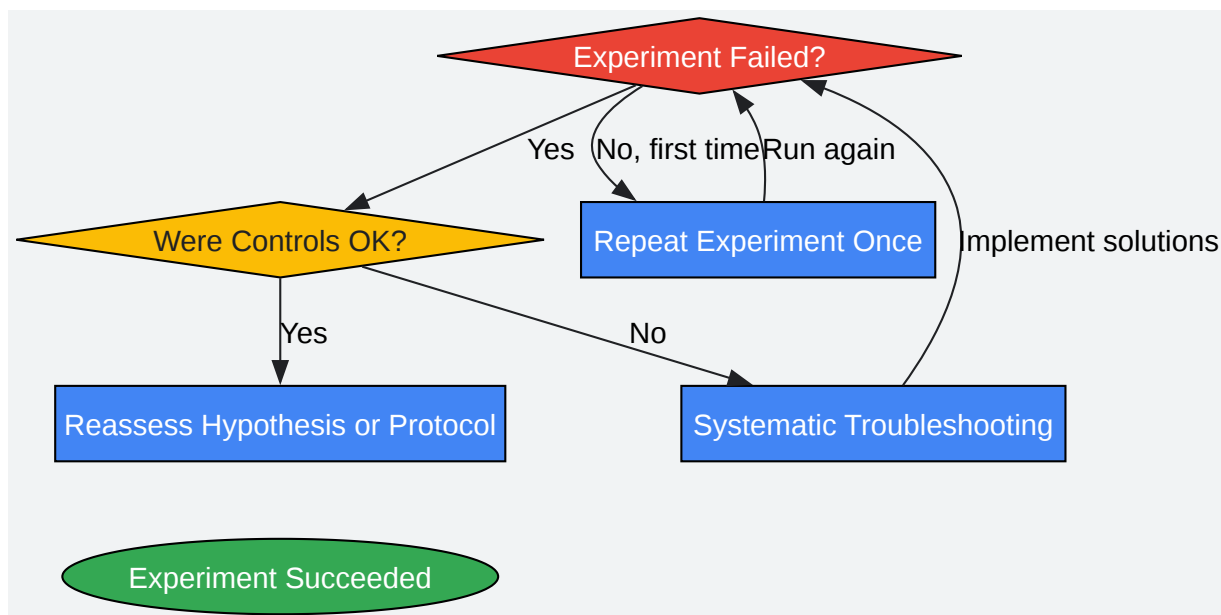 Experiment Failed?
Yes
No, first time
Run again
Were Controls OK?
Repeat Experiment Once
Implement solutions
Yes
No
Reassess Hypothesis or Protocol
Systematic Troubleshooting
Experiment Succeeded